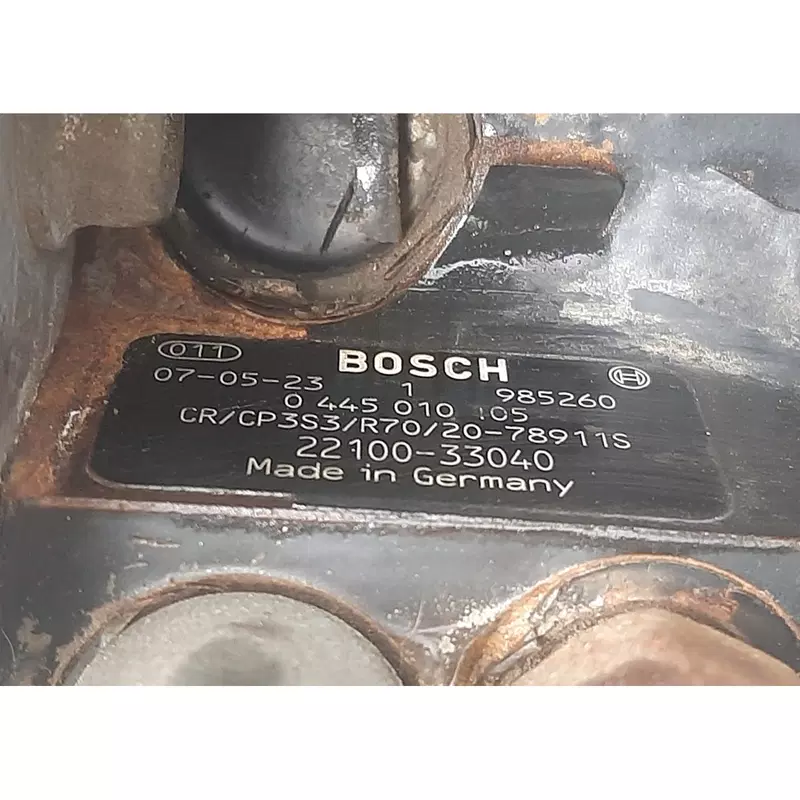 011 BOSCH
07-05-23 1 985260
0 445 010 105
CR/CP3S3/R70/20-78911S
22100-33040
Made in Germany